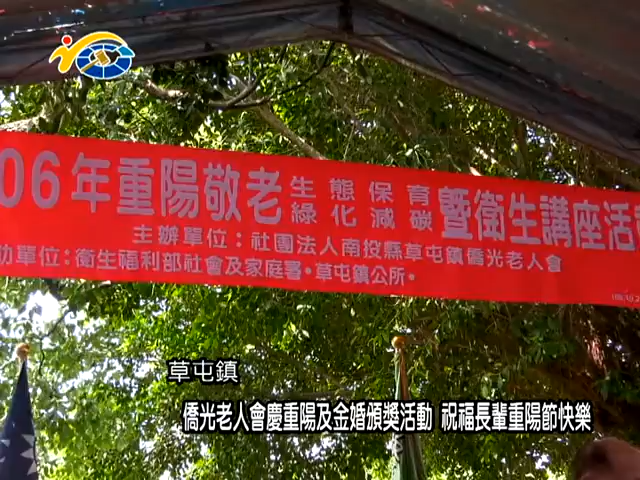 06年重陽敬老生態保育暨衛生講座活
綠化減碳
主辦單位：社團法人南投縣草屯鎮僑光老人會
助單位：衛生福利部社會及家庭署。草屯鎮公所。
草屯鎮
僑光老人會慶重陽及金婚頒獎活動 祝福長輩重陽節快樂